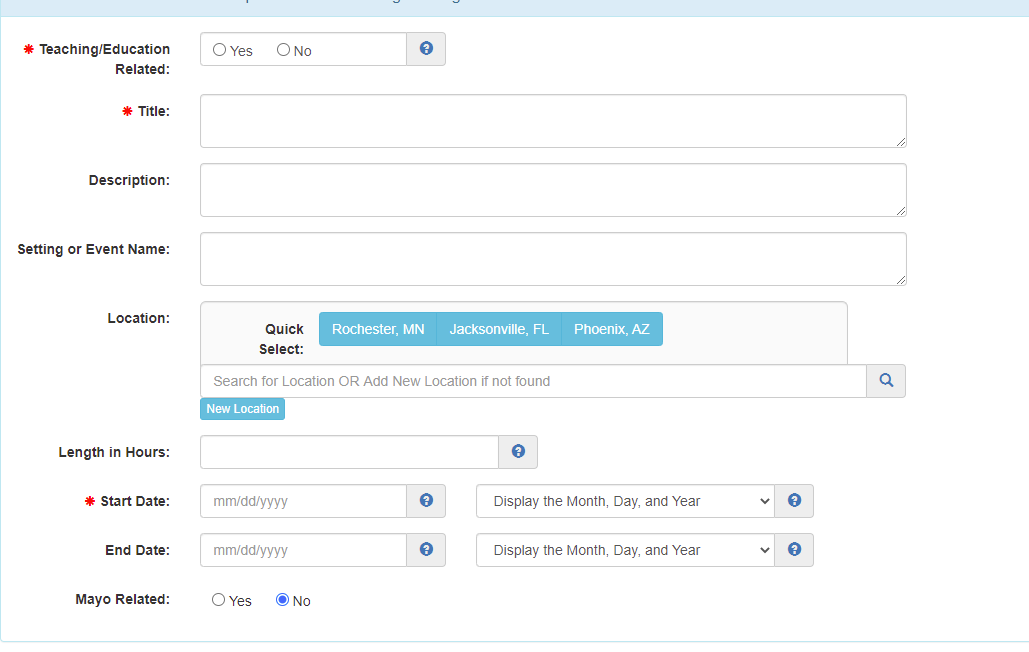 * Teaching/Education Related:
Yes No
* Title:
Description:
Setting or Event Name:
Location:
Quick Select:
Rochester, MN Jacksonville, FL Phoenix, AZ
Search for Location OR Add New Location if not found
New Location
Length in Hours:
* Start Date: mm/dd/yyyy Display the Month, Day, and Year
End Date: mm/dd/yyyy Display the Month, Day, and Year
Mayo Related: Yes No